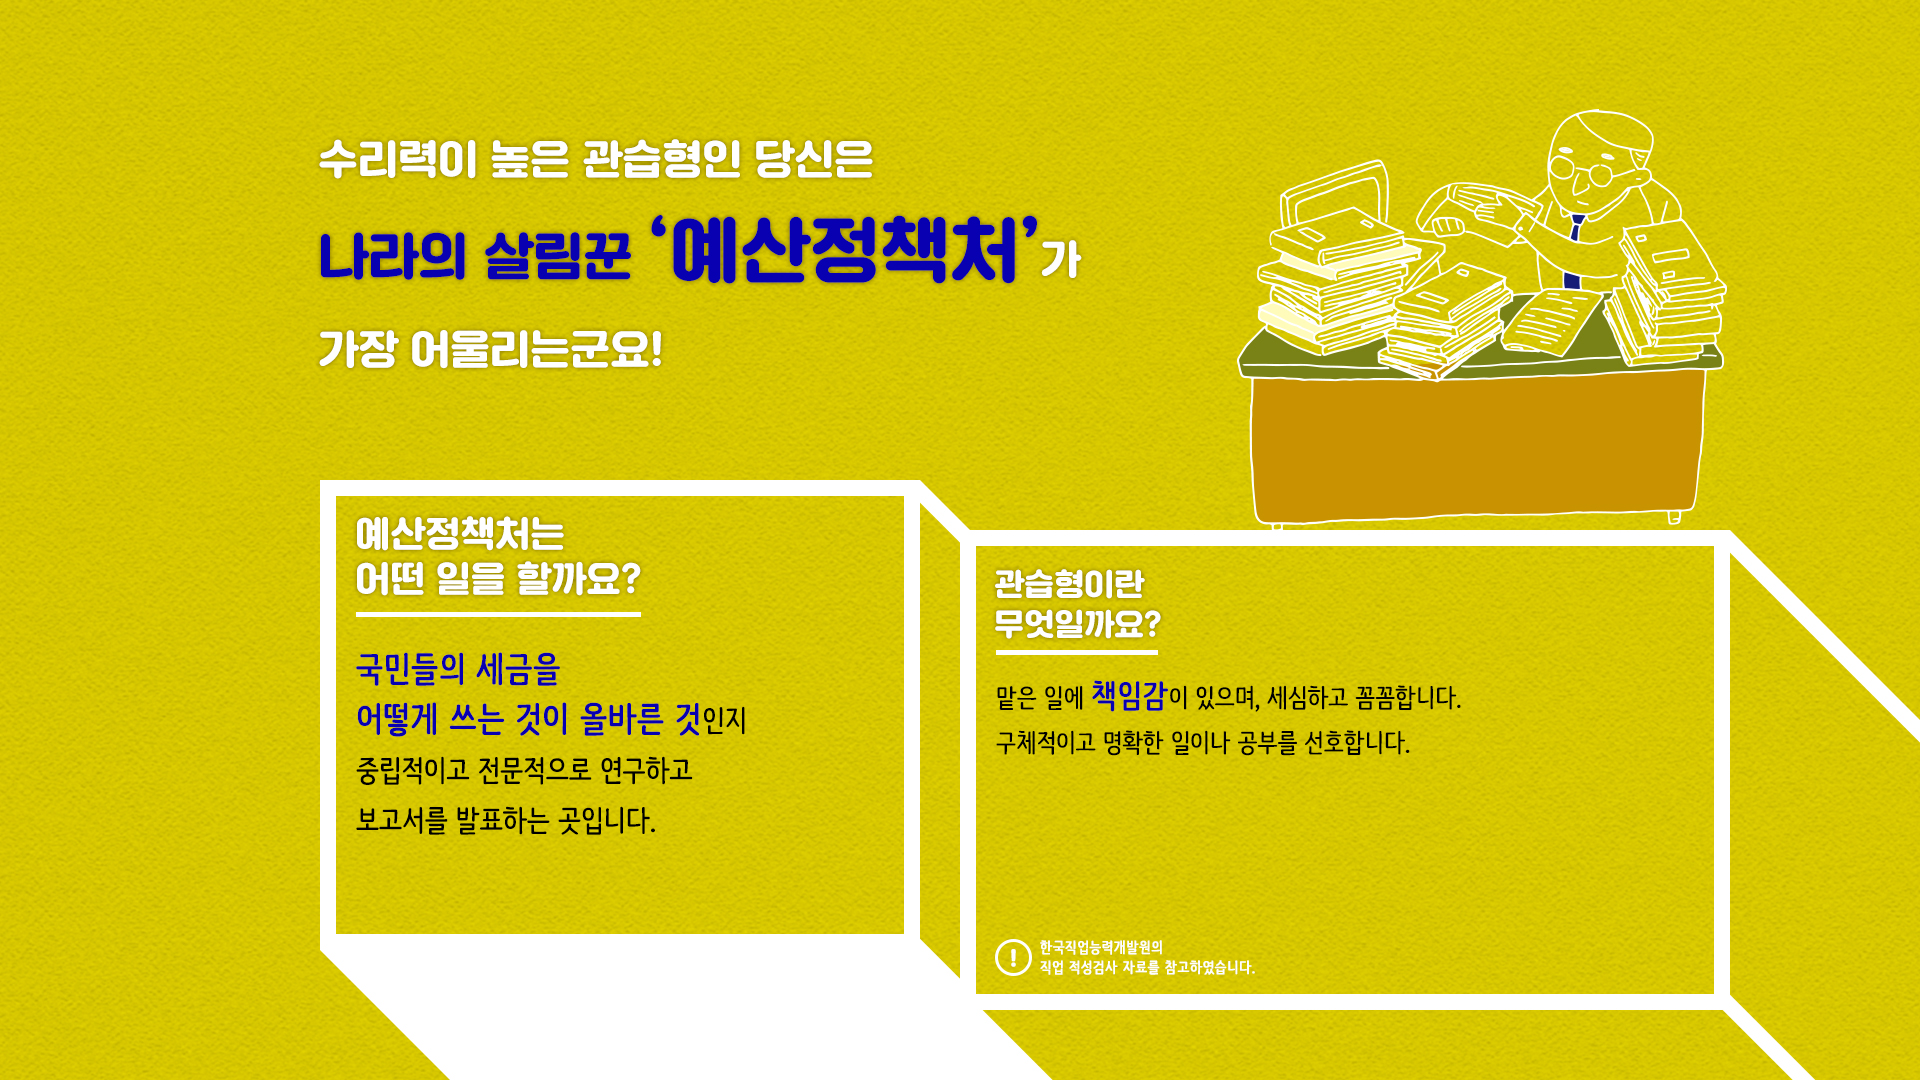 수리력이 높은 관습형인 당신은
나라의 살림꾼 ‘예산정책처’가
가장 어울리는군요!
예산정책처는
어떤 일을 할까요?
국민들의 세금을
어떻게 쓰는 것이 올바른 것인지
중립적이고 전문적으로 연구하고
보고서를 발표하는 곳입니다.
관습형이란
무엇일까요?
맡은 일에 책임감이 있으며, 세심하고 꼼꼼합니다.
구체적이고 명확한 일이나 공부를 선호합니다.
한국직업능력개발원의
직업 적성검사 자료를 참고하였습니다.